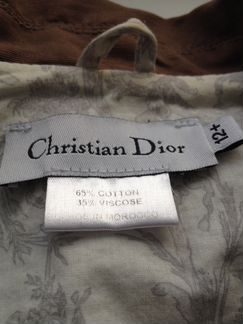 Christian Dior
12+
65% COTTON
35% VISCOSE
MADE IN MOROCCO